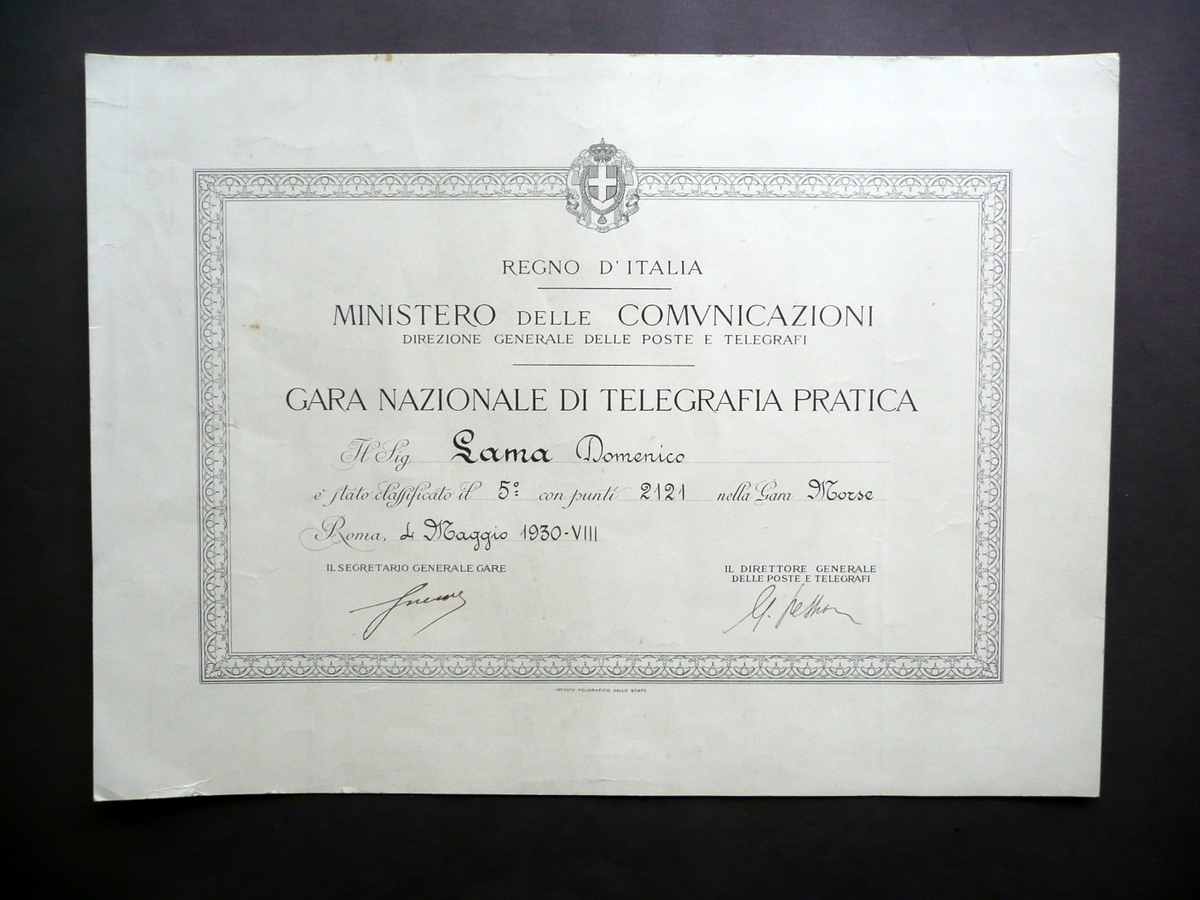 REGNO D'ITALIA
MINISTERO DELLE COMVNICAZIONI
DIREZIONE GENERALE DELLE POSTE E TELEGRAFI
GARA NAZIONALE DI TELEGRAFIA PRATICA
Il Sig. Lama Domenico
è stato classificato il 5º con punti 2121 nella Gara Morse
Roma, 4 Maggio 1930-VIII
IL SEGRETARIO GENERALE GARE
IL DIRETTORE GENERALE
DELLE POSTE E TELEGRAFI
ISTITUTO POLIGRAFICO DELLO STATO